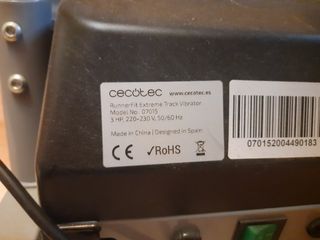 cecotec www.cecotec.es
RunnerFit Extreme Track Vibrator
Model No. 07015
3 HP, 220-230 V, 50/60 Hz
Made in China | Designed in Spain
CE ✓RoHS
070152004490183